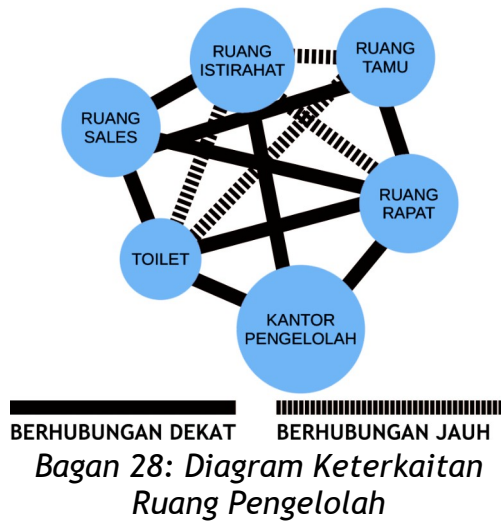 RUANG
ISTIRAHAT
RUANG
TAMU
RUANG
SALES
RUANG
RAPAT
TOILET
KANTOR
PENGELOLAH
BERHUBUNGAN DEKAT
BERHUBUNGAN JAUH
Bagan 28: Diagram Keterkaitan
Ruang Pengelolah